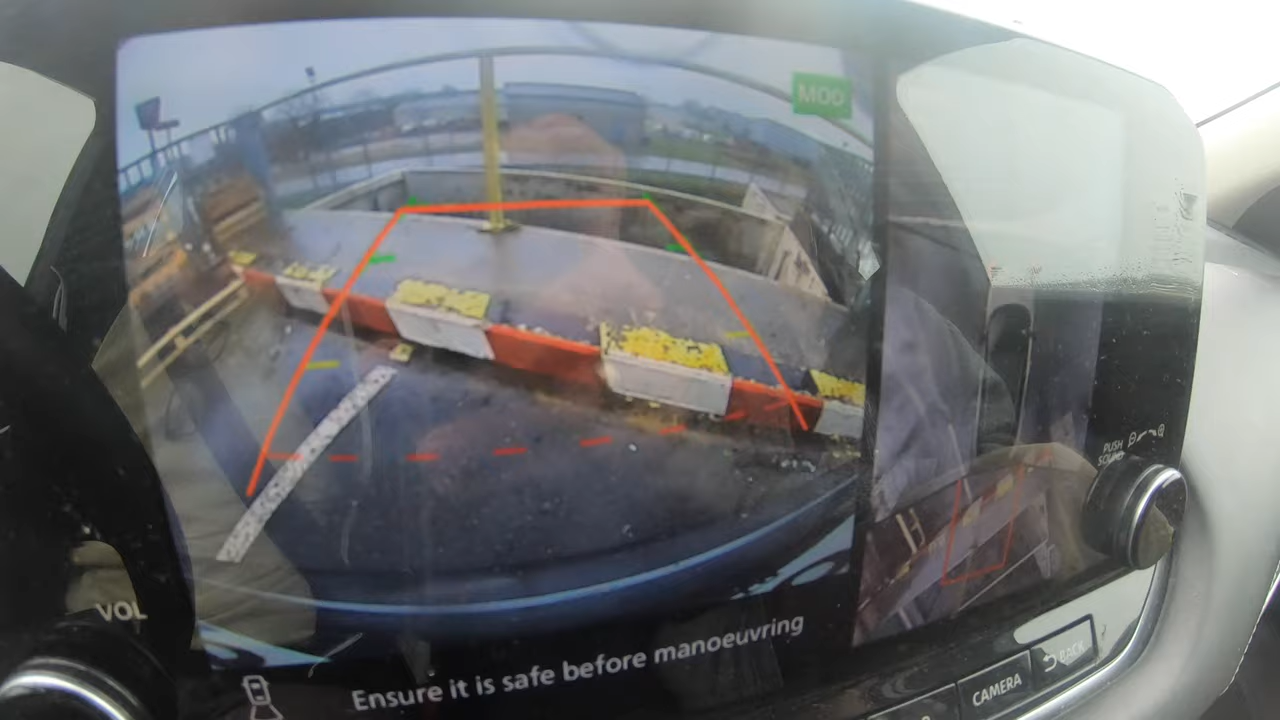 MOD
PUSH
SOUND
VOL
Ensure it is safe before manoeuvring
BACK
CAMERA